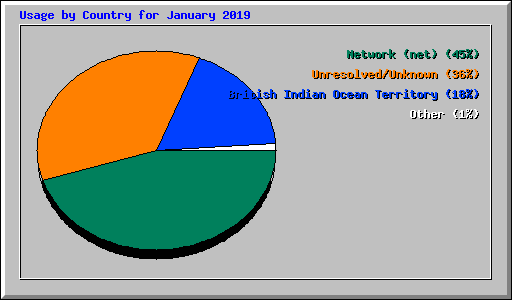 Usage by Country for January 2019
Network (net) (45%)
Unresolved/Unknown (36%)
British Indian Ocean Territory (18%)
Other (1%)